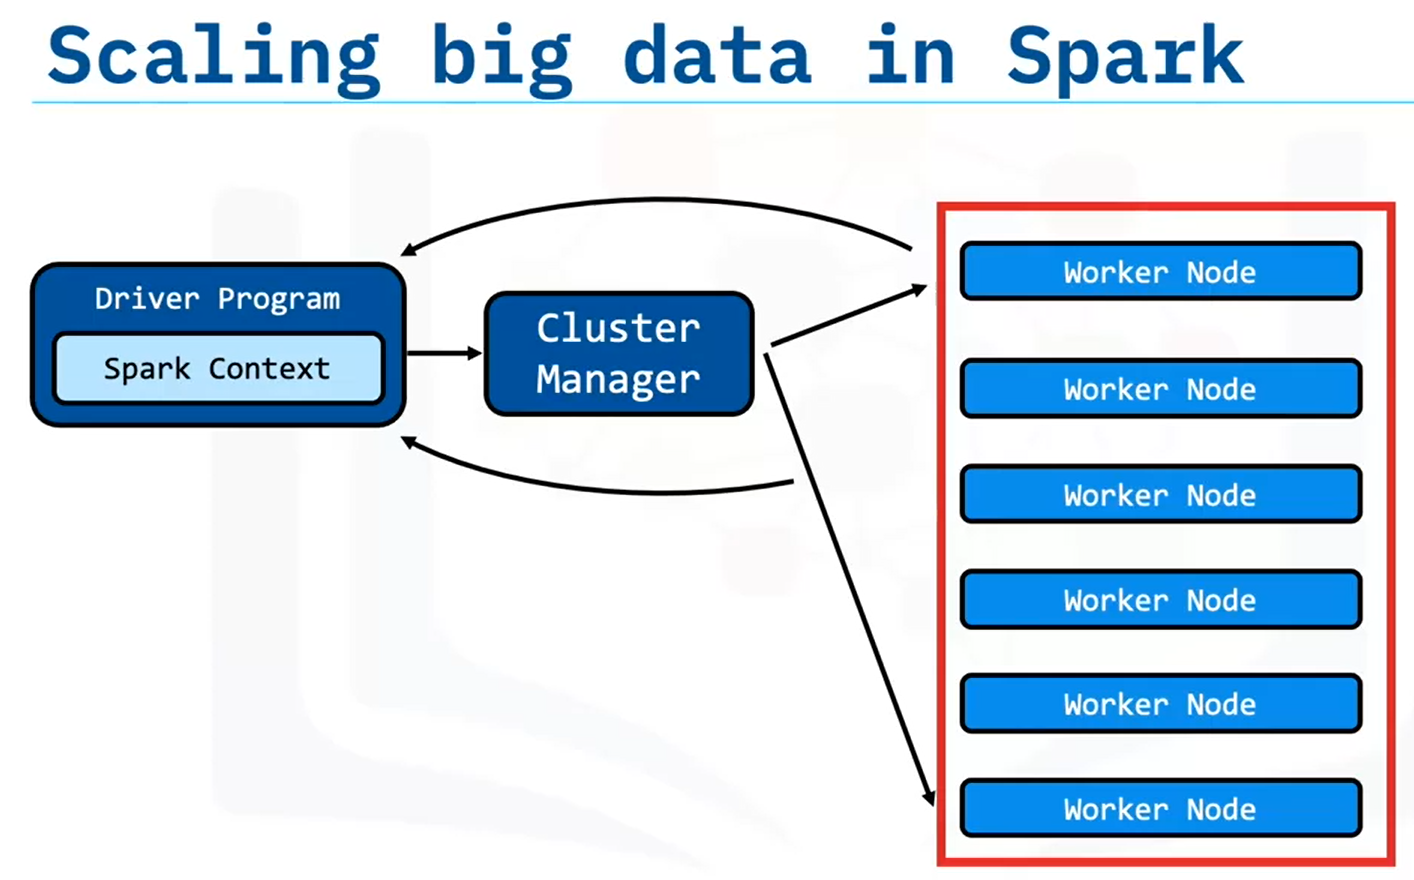 Scaling big data in Spark
Driver Program
Spark Context
Cluster
Manager
Worker Node
Worker Node
Worker Node
Worker Node
Worker Node
Worker Node